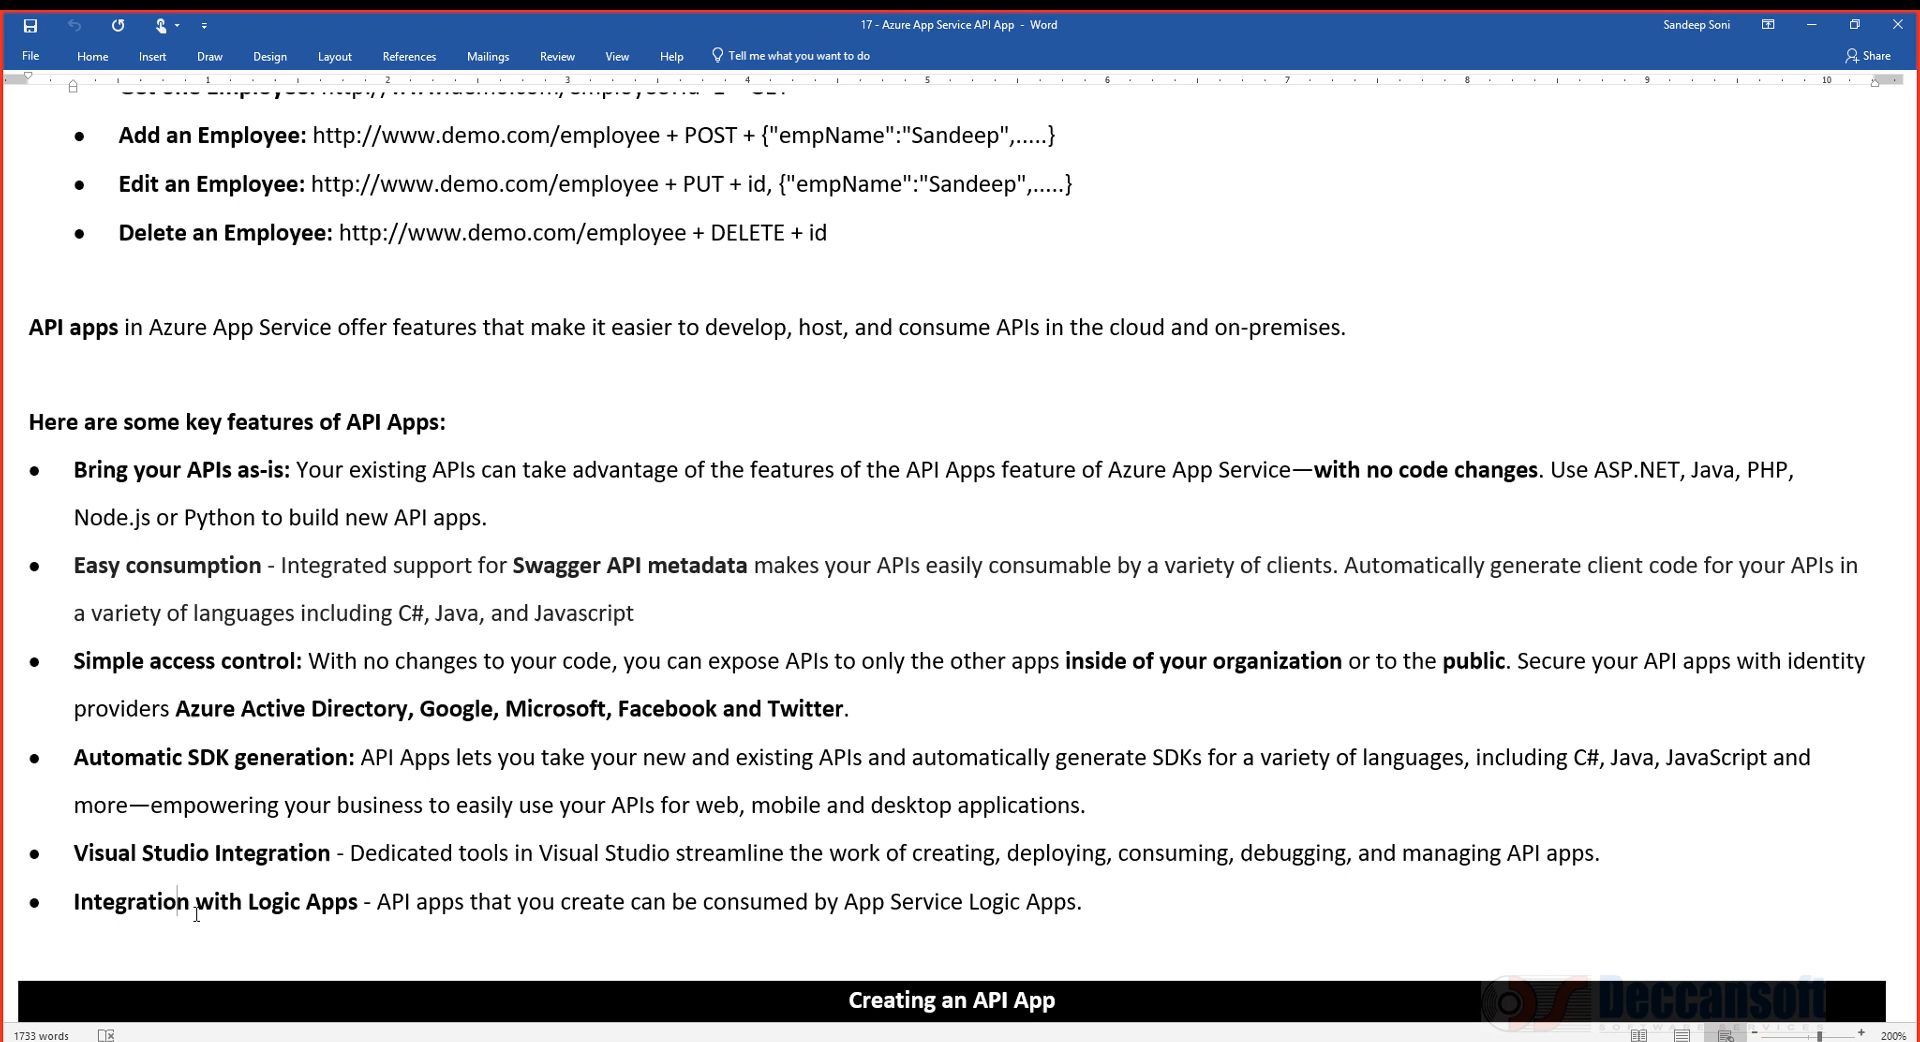 17 - Azure App Service API App - Word
Sandeep Soni
File Home Insert Draw Design Layout References Mailings Review View Help Tell me what you want to do Share
1 2 3 4 5 6 7 8 9 10
Add an Employee: http://www.demo.com/employee + POST + {"empName":"Sandeep",.....}
Edit an Employee: http://www.demo.com/employee + PUT + id, {"empName":"Sandeep",.....}
Delete an Employee: http://www.demo.com/employee + DELETE + id
API apps in Azure App Service offer features that make it easier to develop, host, and consume APIs in the cloud and on-premises.
Here are some key features of API Apps:
Bring your APIs as-is: Your existing APIs can take advantage of the features of the API Apps feature of Azure App Service—with no code changes. Use ASP.NET, Java, PHP,
Node.js or Python to build new API apps.
Easy consumption - Integrated support for Swagger API metadata makes your APIs easily consumable by a variety of clients. Automatically generate client code for your APIs in
a variety of languages including C#, Java, and Javascript
Simple access control: With no changes to your code, you can expose APIs to only the other apps inside of your organization or to the public. Secure your API apps with identity
providers Azure Active Directory, Google, Microsoft, Facebook and Twitter.
Automatic SDK generation: API Apps lets you take your new and existing APIs and automatically generate SDKs for a variety of languages, including C#, Java, JavaScript and
more—empowering your business to easily use your APIs for web, mobile and desktop applications.
Visual Studio Integration - Dedicated tools in Visual Studio streamline the work of creating, deploying, consuming, debugging, and managing API apps.
Integration with Logic Apps - API apps that you create can be consumed by App Service Logic Apps.
Creating an API App
Deccansoft
SOFTWARE SERVICES
1733 words
200%